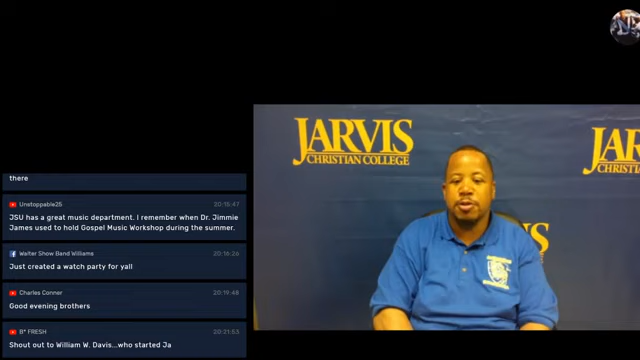 there
Unstoppable25
20:15:47
JSU has a great music department. I remember when Dr. Jimmie
James used to hold Gospel Music Workshop during the summer.
Walter Show Band Williams
20:16:26
Just created a watch party for yall
Charles Conner
20:19:48
Good evening brothers
B* FRESH
20:21:53
Shout out to William W. Davis...who started Ja
JARVIS
CHRISTIAN COLLEGE
JARV
CHRISTIAN
IS